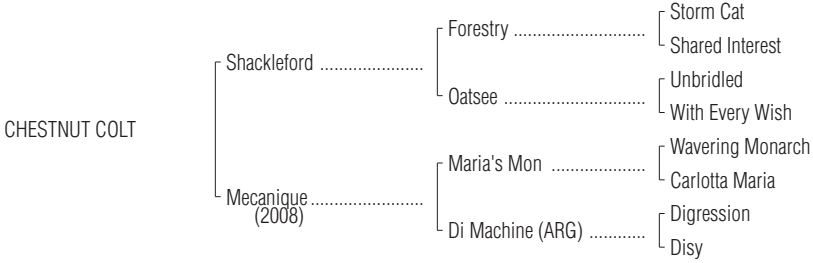 Storm Cat
Forestry ............................
Shared Interest
Shackleford ......................
Unbridled
Oatsee ..............................
With Every Wish
CHESTNUT COLT
Wavering Monarch
Maria's Mon ....................
Carlotta Maria
Mecanique ........................
(2008)
Digression
Di Machine (ARG) ............
Disy